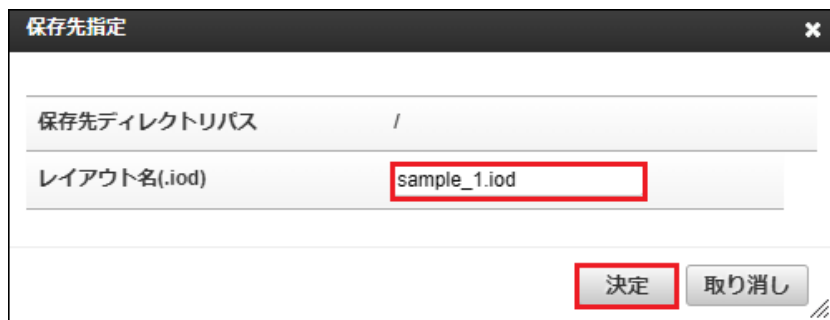 保存先指定
保存先ディレクトリパス /
レイアウト名(.iod) sample_1.iod
決定 取り消し